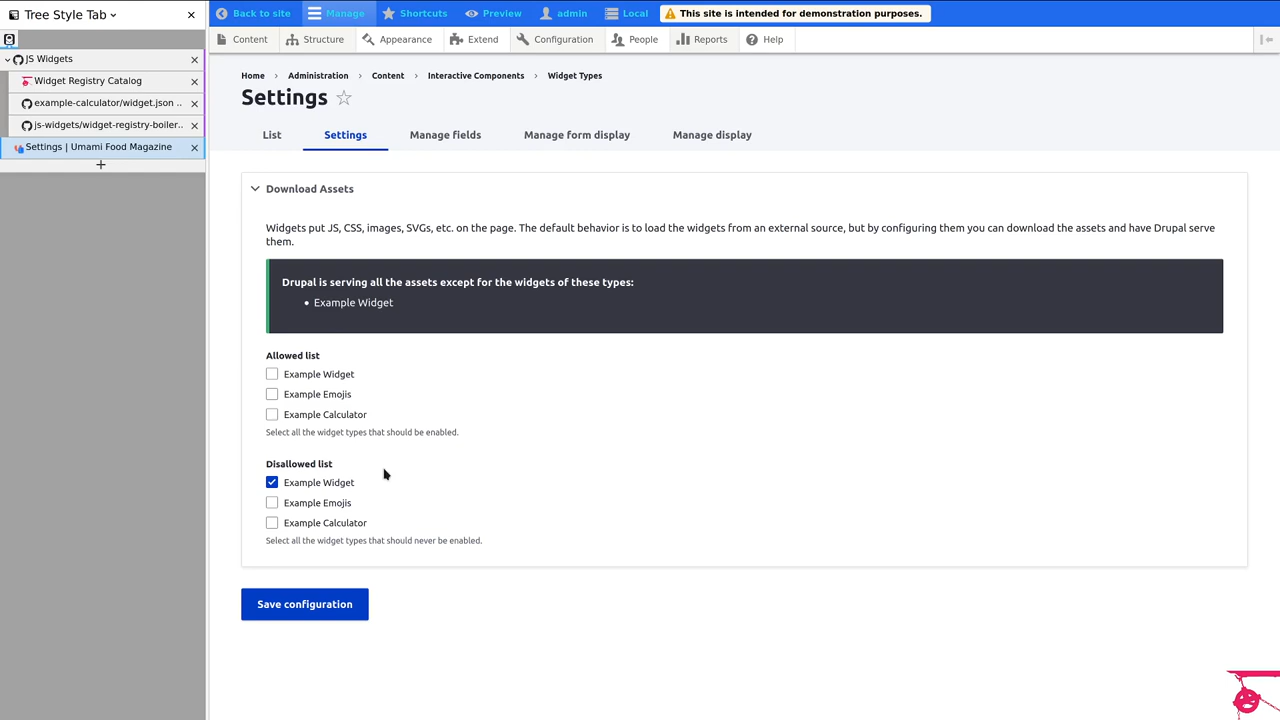 Tree Style Tab
JS Widgets
Widget Registry Catalog
example-calculator/widget.json ..
js-widgets/widget-registry-boiler..
Settings | Umami Food Magazine
Back to site
Manage
Shortcuts
Preview
admin
Local
This site is intended for demonstration purposes.
Content
Structure
Appearance
Extend
Configuration
People
Reports
Help
Home › Administration › Content › Interactive Components › Widget Types
Settings
List
Settings
Manage fields
Manage form display
Manage display
Download Assets
Widgets put JS, CSS, images, SVGs, etc. on the page. The default behavior is to load the widgets from an external source, but by configuring them you can download the assets and have Drupal serve
them.
Drupal is serving all the assets except for the widgets of these types:
• Example Widget
Allowed list
Example Widget
Example Emojis
Example Calculator
Select all the widget types that should be enabled.
Disallowed list
Example Widget
Example Emojis
Example Calculator
Select all the widget types that should never be enabled.
Save configuration